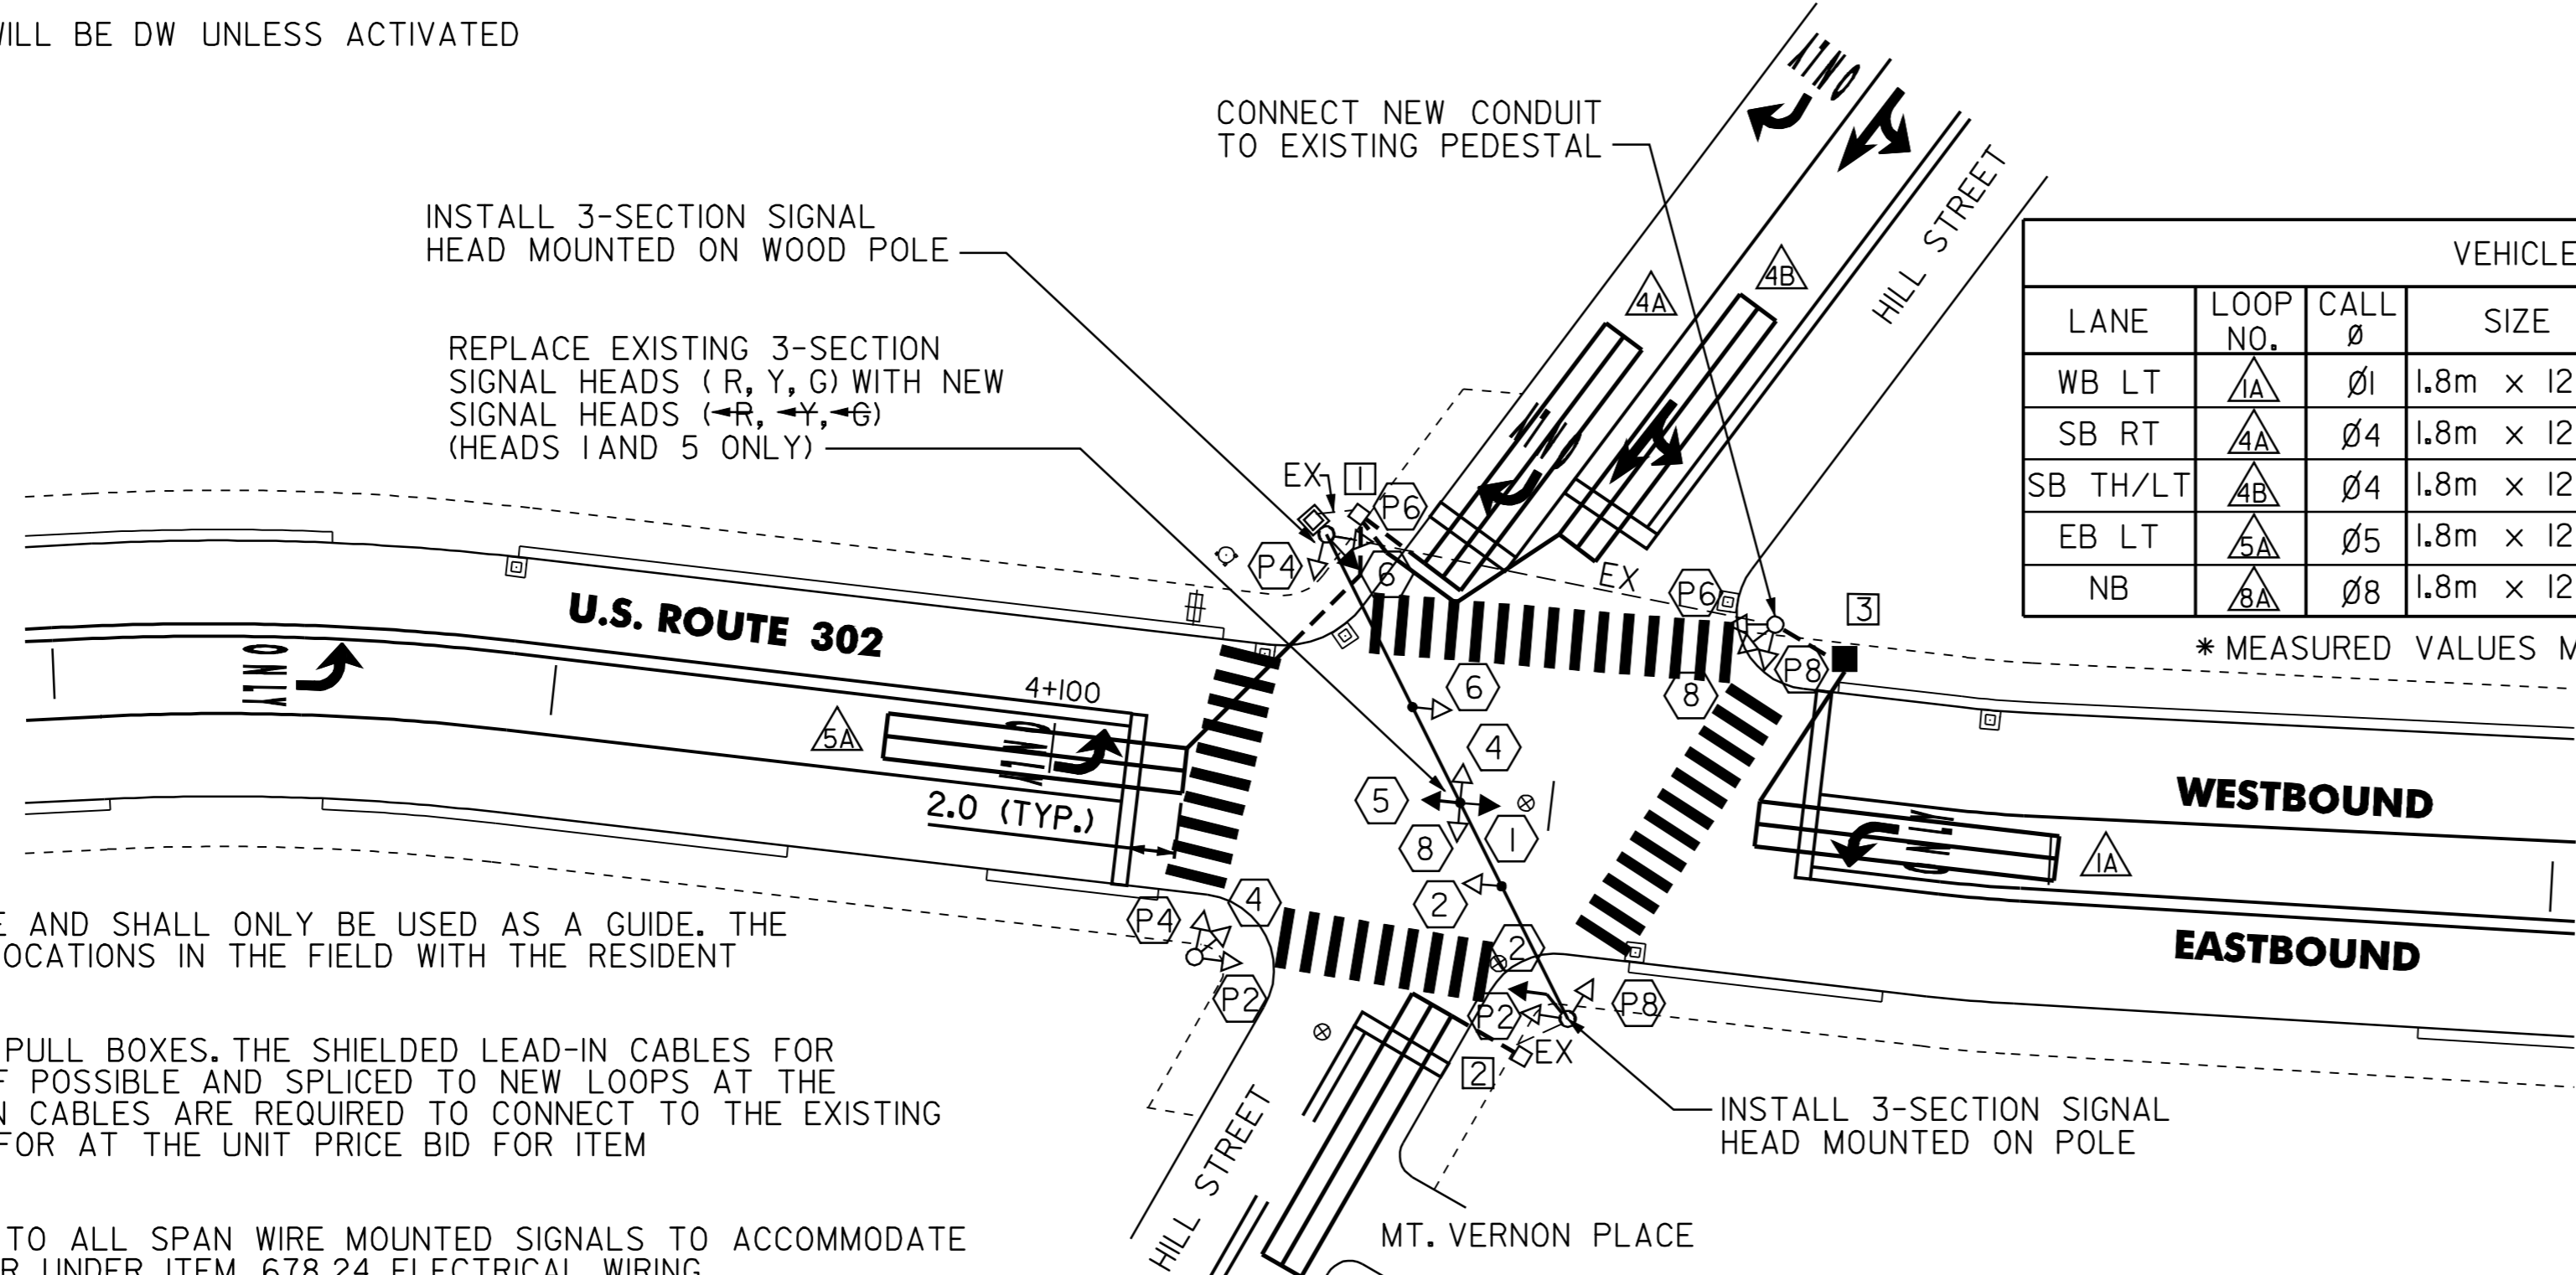 WILL BE DW UNLESS ACTIVATED
ONLY
CONNECT NEW CONDUIT
TO EXISTING PEDESTAL
HILL STREET
INSTALL 3-SECTION SIGNAL
HEAD MOUNTED ON WOOD POLE
REPLACE EXISTING 3-SECTION
SIGNAL HEADS (R, Y, G) WITH NEW
SIGNAL HEADS (R, Y, G)
(HEADS 1 AND 5 ONLY)
4A
4B
VEHICLE
LANE LOOP NO. CALL Ø SIZE
WB LT 1A Ø1 1.8m x 12
SB RT 4A Ø4 1.8m x 12
SB TH/LT 4B Ø4 1.8m x 12
EB LT 5A Ø5 1.8m x 12
NB 8A Ø8 1.8m x 12
* MEASURED VALUES M
EX
1
P6
P4
6
EX
P6
3
P8
8
U.S. ROUTE 302
ONLY
4+100
5A
ONLY
2.0 (TYP.)
6
4
5
1
8
2
WESTBOUND
ONLY
1A
EASTBOUND
4
P4
P2
2
P2
P8
2
EX
E AND SHALL ONLY BE USED AS A GUIDE. THE
OCATIONS IN THE FIELD WITH THE RESIDENT
PULL BOXES. THE SHIELDED LEAD-IN CABLES FOR
F POSSIBLE AND SPLICED TO NEW LOOPS AT THE
N CABLES ARE REQUIRED TO CONNECT TO THE EXISTING
FOR AT THE UNIT PRICE BID FOR ITEM
INSTALL 3-SECTION SIGNAL
HEAD MOUNTED ON POLE
HILL STREET
MT. VERNON PLACE
TO ALL SPAN WIRE MOUNTED SIGNALS TO ACCOMMODATE
R UNDER ITEM 678.24 ELECTRICAL WIRING